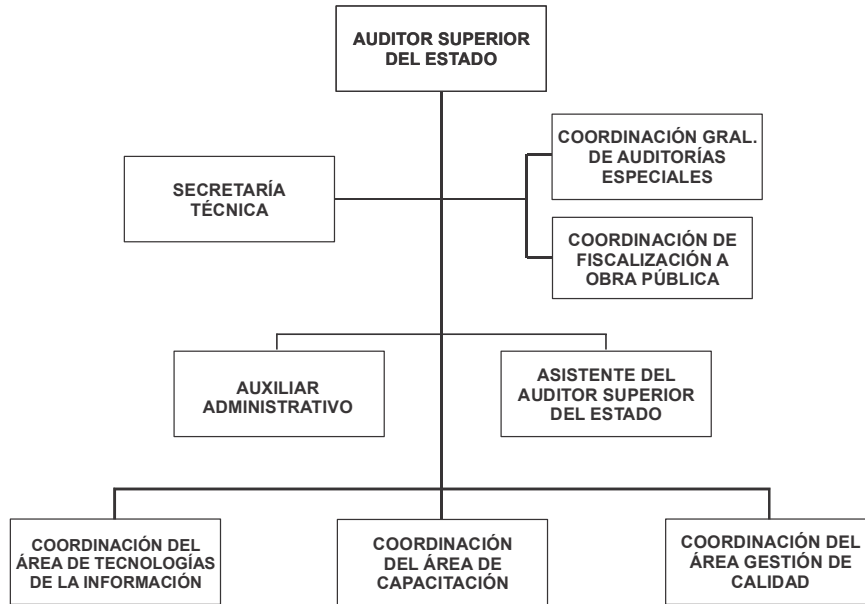 AUDITOR SUPERIOR
DEL ESTADO
COORDINACIÓN GRAL.
DE AUDITORÍAS
ESPECIALES
SECRETARÍA
TÉCNICA
COORDINACIÓN DE
FISCALIZACIÓN A
OBRA PÚBLICA
AUXILIAR
ADMINISTRATIVO
ASISTENTE DEL
AUDITOR SUPERIOR
DEL ESTADO
COORDINACIÓN DEL
ÁREA DE TECNOLOGÍAS
DE LA INFORMACIÓN
COORDINACIÓN
DEL ÁREA DE
CAPACITACIÓN
COORDINACIÓN DEL
ÁREA GESTIÓN DE
CALIDAD